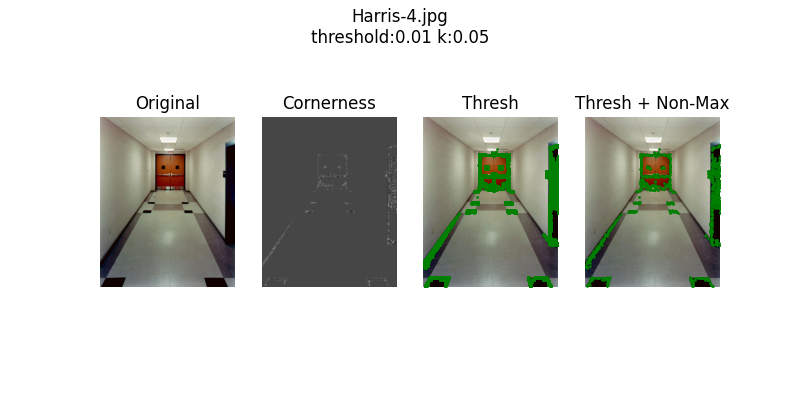 Harris-4.jpg
threshold:0.01 k:0.05
Original
Cornerness
Thresh
Thresh + Non-Max